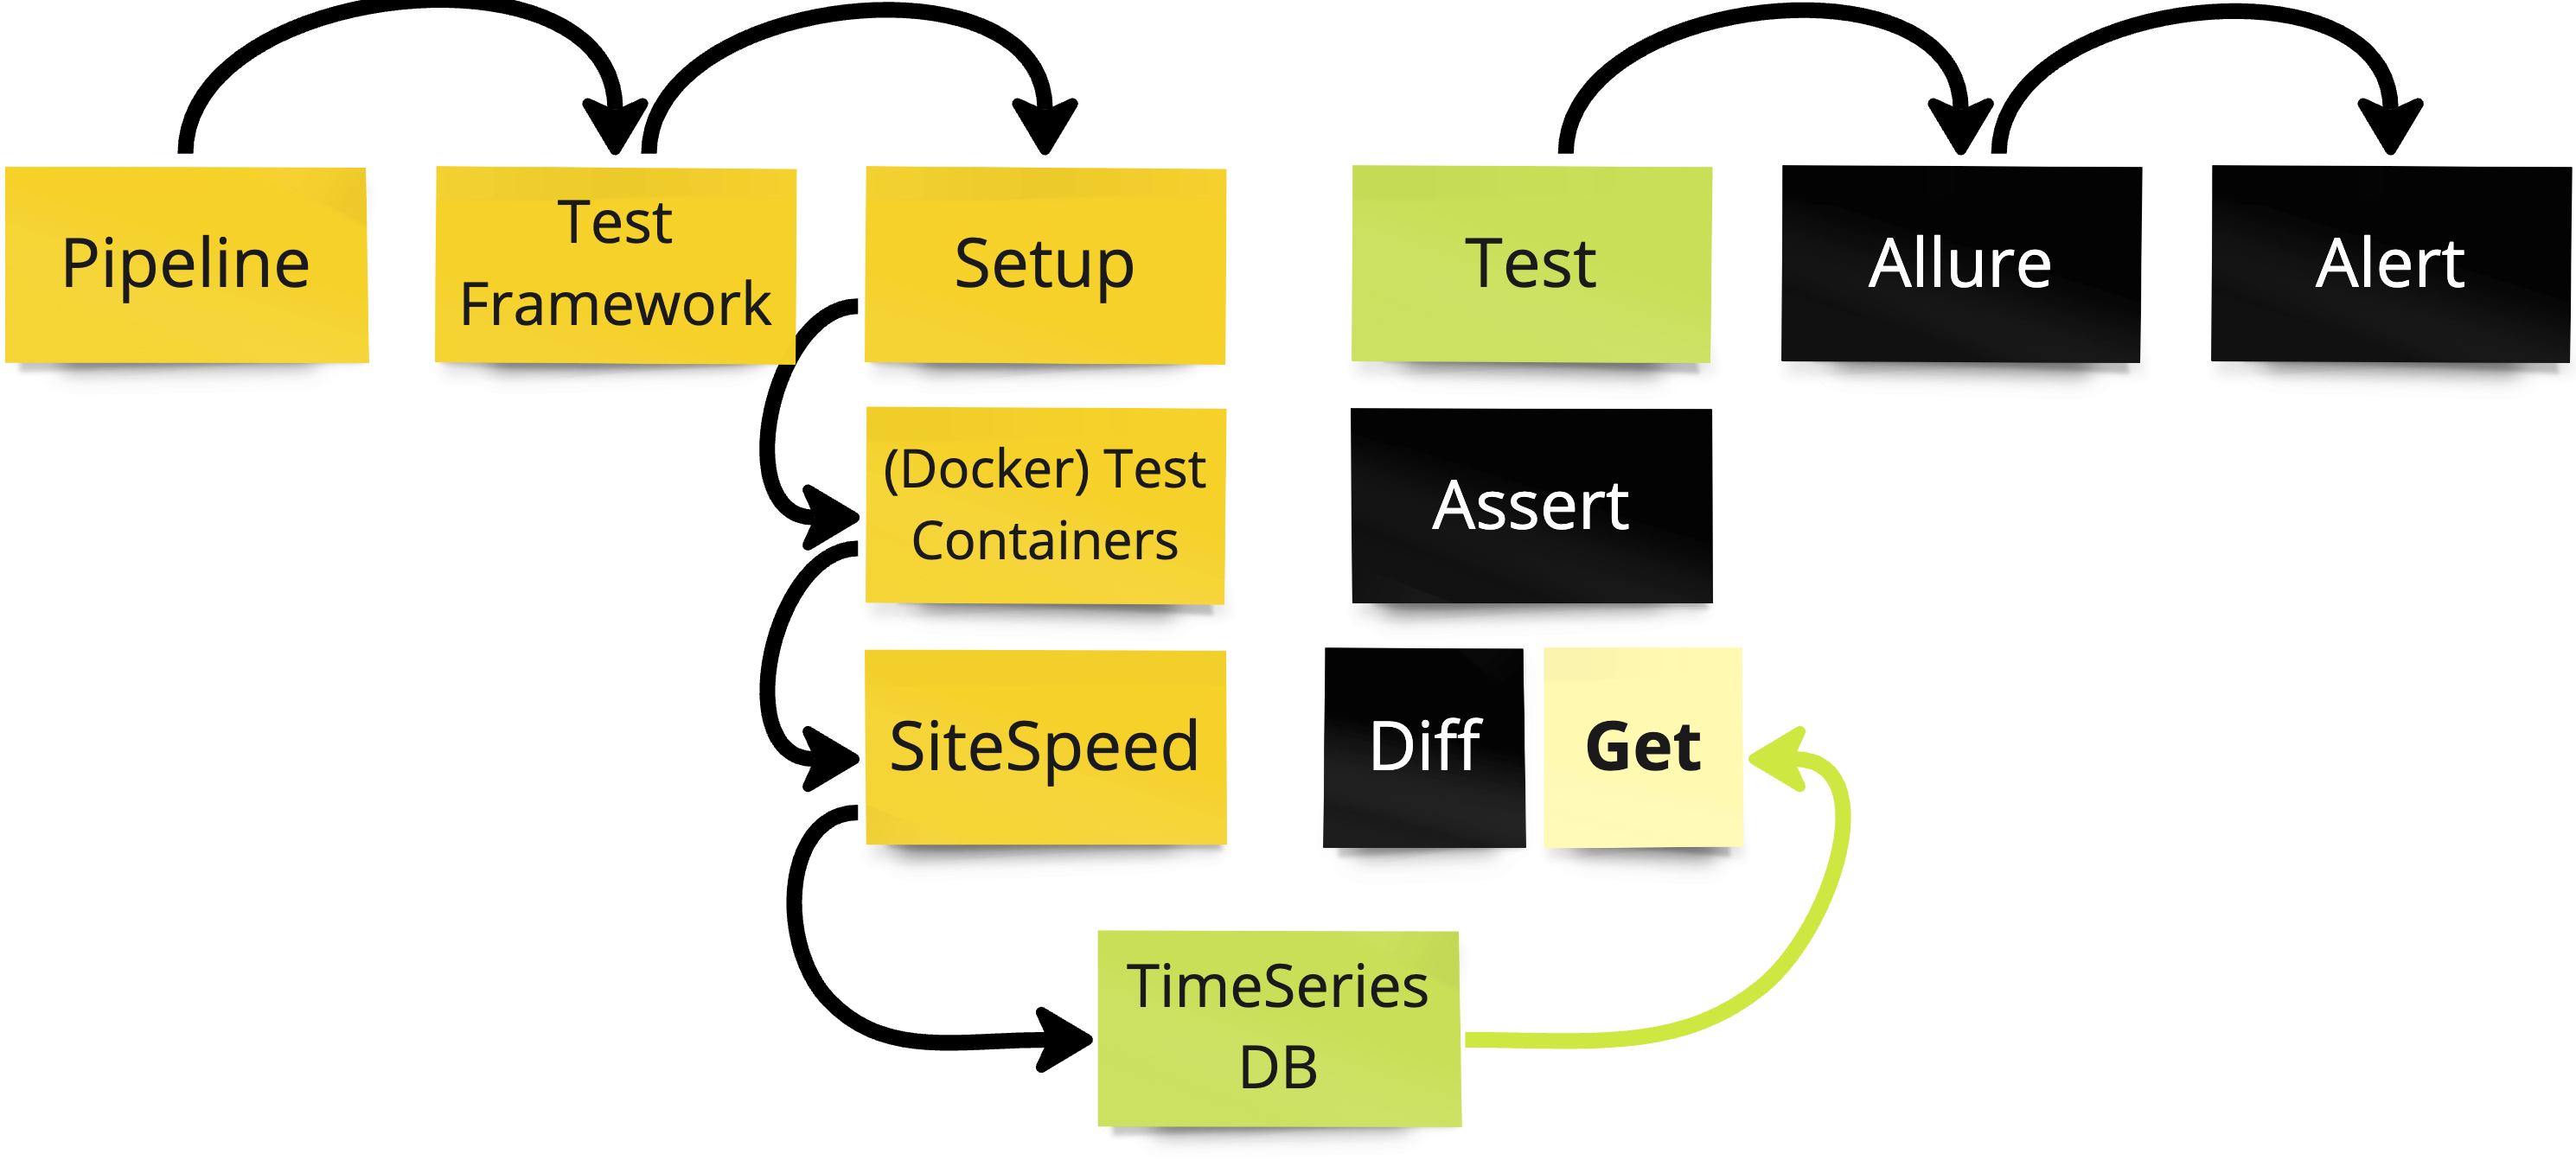 Pipeline
Test
Framework
Setup
Test
Allure
Alert
(Docker) Test
Containers
Assert
SiteSpeed
Diff
Get
TimeSeries
DB